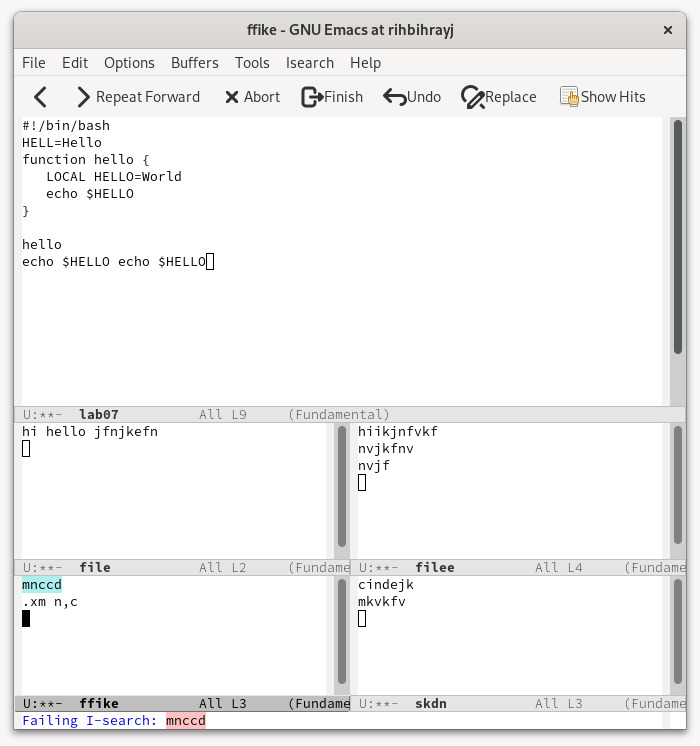 ffike - GNU Emacs at rihbihrayj ×
File Edit Options Buffers Tools Isearch Help
Repeat Forward Abort Finish Undo Replace Show Hits
#!/bin/bash
HELL=Hello
function hello {
   LOCAL HELLO=World
   echo $HELLO
}
hello
echo $HELLO echo $HELLO
U:**-  lab07          All L9     (Fundamental)
hi hello jfnjkefn
U:**-  file           All L2     (Fundame
hiikjnfvkf
nvjkfnv
nvjf
U:**-  filee          All L4     (Fundame
mnccd
.xm n,c
U:**-  ffike          All L3     (Fundame
cindejk
mkvkfv
U:**-  skdn           All L3     (Fundame
Failing I-search: mnccd